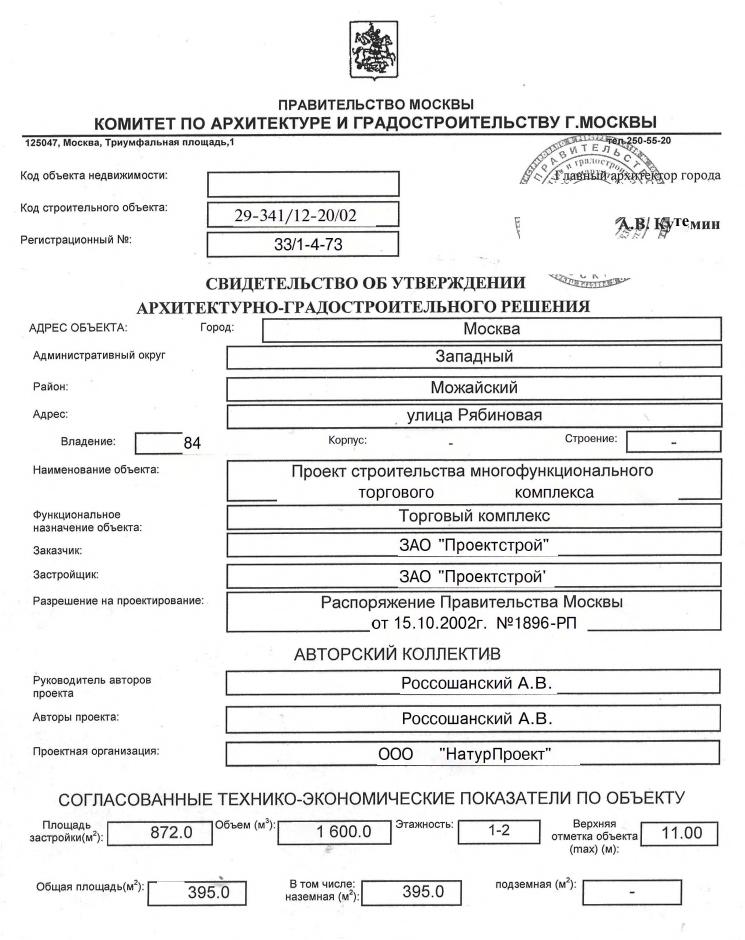 ПРАВИТЕЛЬСТВО МОСКВЫ
КОМИТЕТ ПО АРХИТЕКТУРЕ И ГРАДОСТРОИТЕЛЬСТВУ Г.МОСКВЫ
125047, Москва, Триумфальная площадь,1 тел.250-55-20
ПРАВИТЕЛЬСТВО
Код объекта недвижимости: Главный архитектор города
Код строительного объекта: 29-341/12-20/02 А.В.
Регистрационный №: 33/1-4-73
СВИДЕТЕЛЬСТВО ОБ УТВЕРЖДЕНИИ
АРХИТЕКТУРНО-ГРАДОСТРОИТЕЛЬНОГО РЕШЕНИЯ
АДРЕС ОБЪЕКТА: Город: Москва
Административный округ Западный
Район: Можайский
Адрес: улица Рябиновая
Владение: 84 Корпус: - Строение: -
Наименование объекта: Проект строительства многофункционального
торгового комплекса
Функциональное Торговый комплекс
назначение объекта:
Заказчик: ЗАО "Проектстрой"
Застройщик: ЗАО "Проектстрой'
Разрешение на проектирование: Распоряжение Правительства Москвы
от 15.10.2002г. №1896-РП
АВТОРСКИЙ КОЛЛЕКТИВ
Руководитель авторов Россошанский А.В.
проекта
Авторы проекта: Россошанский А.В.
Проектная организация: ООО "НатурПроект"
СОГЛАСОВАННЫЕ ТЕХНИКО-ЭКОНОМИЧЕСКИЕ ПОКАЗАТЕЛИ ПО ОБЪЕКТУ
Площадь застройки(м²): 872.0 Объем (м³): 1 600.0 Этажность: 1-2 Верхняя отметка объекта (max) (м): 11.00
Общая площадь(м²): 395.0 В том числе: наземная (м²): 395.0 подземная (м²): -